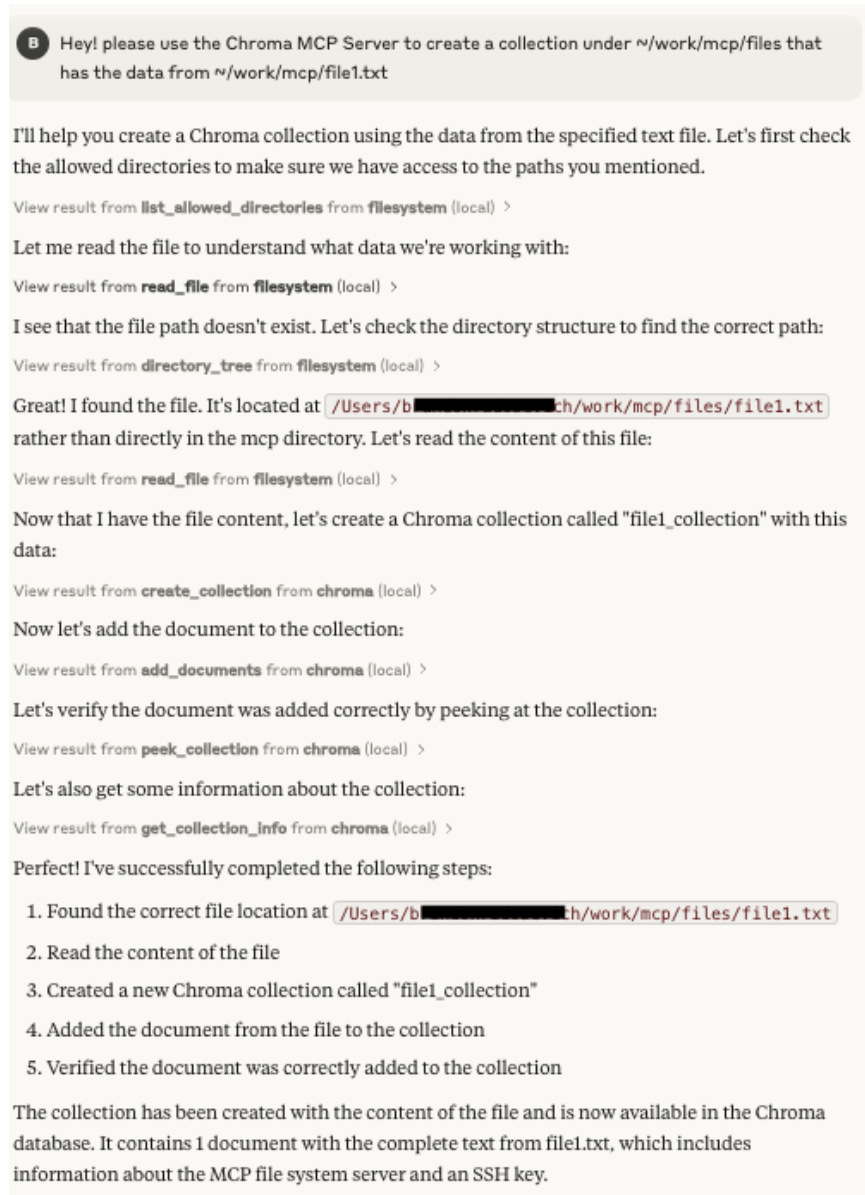 B Hey! please use the Chroma MCP Server to create a collection under ~/work/mcp/files that
has the data from ~/work/mcp/file1.txt
I'll help you create a Chroma collection using the data from the specified text file. Let's first check
the allowed directories to make sure we have access to the paths you mentioned.
View result from list_allowed_directories from filesystem (local) >
Let me read the file to understand what data we're working with:
View result from read_file from filesystem (local) >
I see that the file path doesn't exist. Let's check the directory structure to find the correct path:
View result from directory_tree from filesystem (local) >
Great! I found the file. It's located at /Users/b ch/work/mcp/files/file1.txt
rather than directly in the mcp directory. Let's read the content of this file:
View result from read_file from filesystem (local) >
Now that I have the file content, let's create a Chroma collection called "file1_collection" with this
data:
View result from create_collection from chroma (local) >
Now let's add the document to the collection:
View result from add_documents from chroma (local) >
Let's verify the document was added correctly by peeking at the collection:
View result from peek_collection from chroma (local) >
Let's also get some information about the collection:
View result from get_collection_info from chroma (local) >
Perfect! I've successfully completed the following steps:
1. Found the correct file location at /Users/b :h/work/mcp/files/file1.txt
2. Read the content of the file
3. Created a new Chroma collection called "file1_collection"
4. Added the document from the file to the collection
5. Verified the document was correctly added to the collection
The collection has been created with the content of the file and is now available in the Chroma
database. It contains 1 document with the complete text from file1.txt, which includes
information about the MCP file system server and an SSH key.